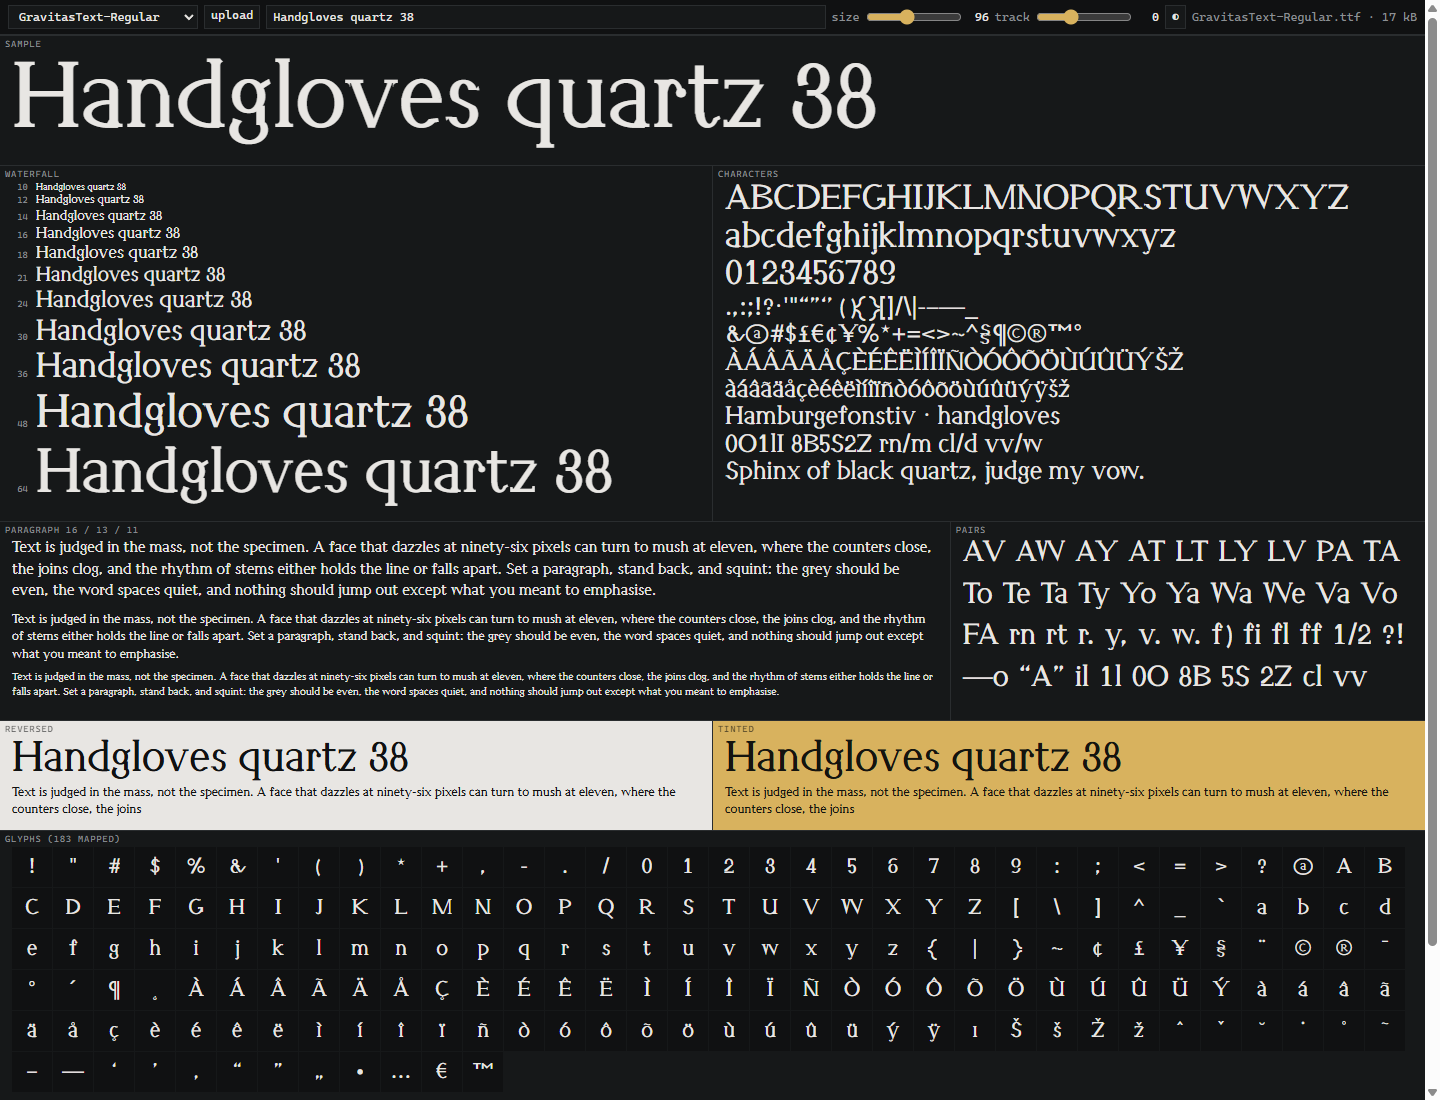 GravitasText-Regular upload Handgloves quartz 38 size 96 track 0 ◐ GravitasText-Regular.ttf · 17 kB
SAMPLE
Handgloves quartz 38
WATERFALL
10 Handgloves quartz 38
12 Handgloves quartz 38
14 Handgloves quartz 38
16 Handgloves quartz 38
18 Handgloves quartz 38
21 Handgloves quartz 38
24 Handgloves quartz 38
30 Handgloves quartz 38
36 Handgloves quartz 38
48 Handgloves quartz 38
64 Handgloves quartz 38
CHARACTERS
ABCDEFGHIJKLMNOPQRSTUVWXYZ
abcdefghijklmnopqrstuvwxyz
0123456789
.,:;!?·'"“”‘’ (){}[]/\|-–—_
&@#$£€¢¥%*+=<>~^§¶©®™°
ÀÁÂÃÄÅÇÈÉÊËÌÍÎÏÑÒÓÔÕÖÙÚÛÜÝŠŽ
àáâãäåçèéêëìíîïñòóôõöùúûüýÿšž
Hamburgefonstiv · handgloves
0O1lI 8B5S2Z rn/m cl/d vv/w
Sphinx of black quartz, judge my vow.
PARAGRAPH 16 / 13 / 11
Text is judged in the mass, not the specimen. A face that dazzles at ninety-six pixels can turn to mush at eleven, where the counters close,
the joins clog, and the rhythm of stems either holds the line or falls apart. Set a paragraph, stand back, and squint: the grey should be
even, the word spaces quiet, and nothing should jump out except what you meant to emphasise.
Text is judged in the mass, not the specimen. A face that dazzles at ninety-six pixels can turn to mush at eleven, where the counters close, the joins clog, and the rhythm
of stems either holds the line or falls apart. Set a paragraph, stand back, and squint: the grey should be even, the word spaces quiet, and nothing should jump out except
what you meant to emphasise.
Text is judged in the mass, not the specimen. A face that dazzles at ninety-six pixels can turn to mush at eleven, where the counters close, the joins clog, and the rhythm of stems either holds the line or
falls apart. Set a paragraph, stand back, and squint: the grey should be even, the word spaces quiet, and nothing should jump out except what you meant to emphasise.
PAIRS
AV AW AY AT LT LY LV PA TA
To Te Ta Ty Yo Ya Wa We Va Vo
FA rn rt r. y, v. w. f) fi fl ff 1/2 ?!
—o “A” il 1l 0O 8B 5S 2Z cl vv
REVERSED
Handgloves quartz 38
Text is judged in the mass, not the specimen. A face that dazzles at ninety-six pixels can turn to mush at eleven, where the
counters close, the joins
TINTED
Handgloves quartz 38
Text is judged in the mass, not the specimen. A face that dazzles at ninety-six pixels can turn to mush at eleven, where the
counters close, the joins
GLYPHS (183 MAPPED)
! " # $ % & ' ( ) * + , - . / 0 1 2 3 4 5 6 7 8 9 : ; < = > ? @ A B
C D E F G H I J K L M N O P Q R S T U V W X Y Z [ \ ] ^ _ ` a b c d
e f g h i j k l m n o p q r s t u v w x y z { | } ~ ¢ £ ¥ § ¨ © ® ¯
° ´ ¶ ¸ À Á Â Ã Ä Å Ç È É Ê Ë Ì Í Î Ï Ñ Ò Ó Ô Õ Ö Ù Ú Û Ü Ý à á â ã
ä å ç è é ê ë ì í î ï ñ ò ó ô õ ö ù ú û ü ý ÿ ı Š š Ž ž ˆ ˇ ˘ ˙ ˚ ˜
– — ‘ ’ ‚ “ ” „ • … € ™